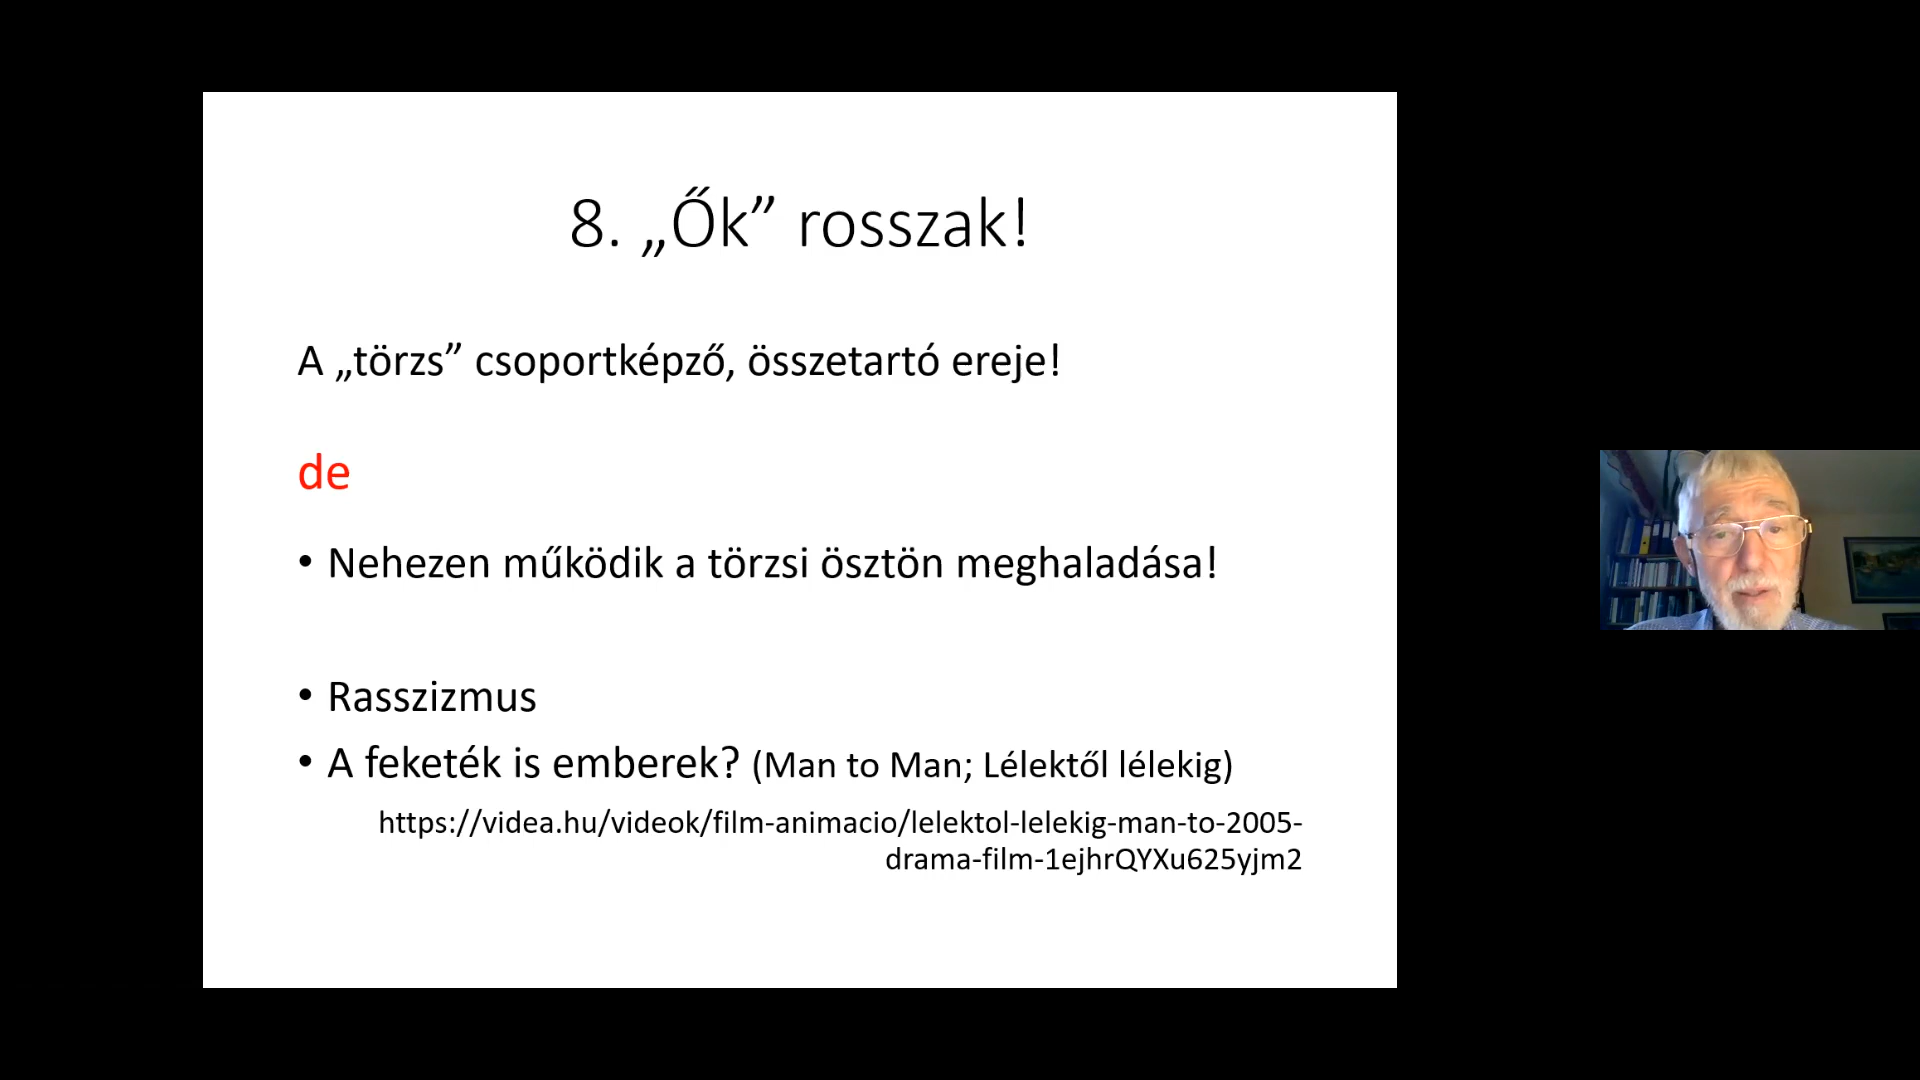 8. „Ők” rosszak!
A „törzs” csoportképző, összetartó ereje!
de
• Nehezen működik a törzsi ösztön meghaladása!
• Rasszizmus
• A feketék is emberek? (Man to Man; Lélektől lélekig)
https://videa.hu/videok/film-animacio/lelektol-lelekig-man-to-2005-
drama-film-1ejhrQYXu625yjm2